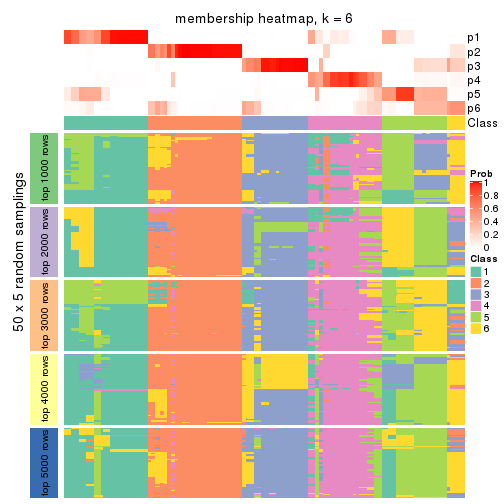 membership heatmap, k = 6
p1
p2
p3
p4
p5
p6
Class
50 x 5 random samplings
top 1000 rows
top 2000 rows
top 3000 rows
top 4000 rows
top 5000 rows
Prob
1
0.8
0.6
0.4
0.2
0
Class
1
2
3
4
5
6